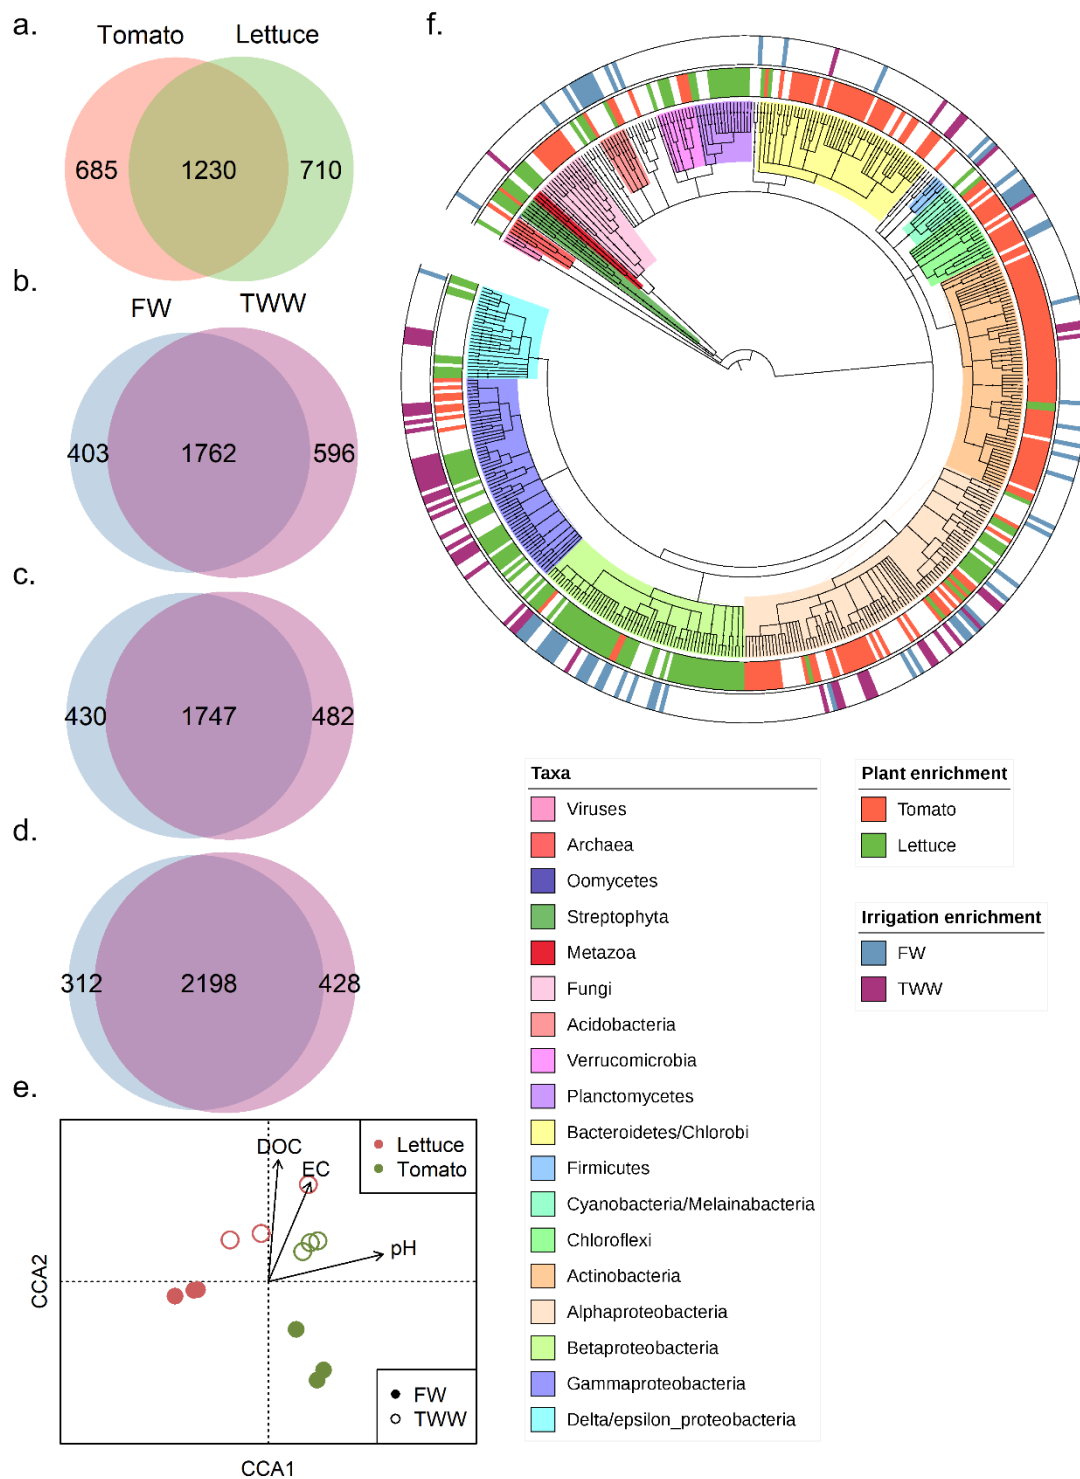 a.
Tomato Lettuce
685 1230 710
b.
FW TWW
403 1762 596
c.
430 1747 482
d.
312 2198 428
e.
Lettuce
Tomato
DOC
EC
pH
FW
TWW
CCA2
CCA1
f.
Taxa
Viruses
Archaea
Oomycetes
Streptophyta
Metazoa
Fungi
Acidobacteria
Verrucomicrobia
Planctomycetes
Bacteroidetes/Chlorobi
Firmicutes
Cyanobacteria/Melainabacteria
Chloroflexi
Actinobacteria
Alphaproteobacteria
Betaproteobacteria
Gammaproteobacteria
Delta/epsilon_proteobacteria
Plant enrichment
Tomato
Lettuce
Irrigation enrichment
FW
TWW